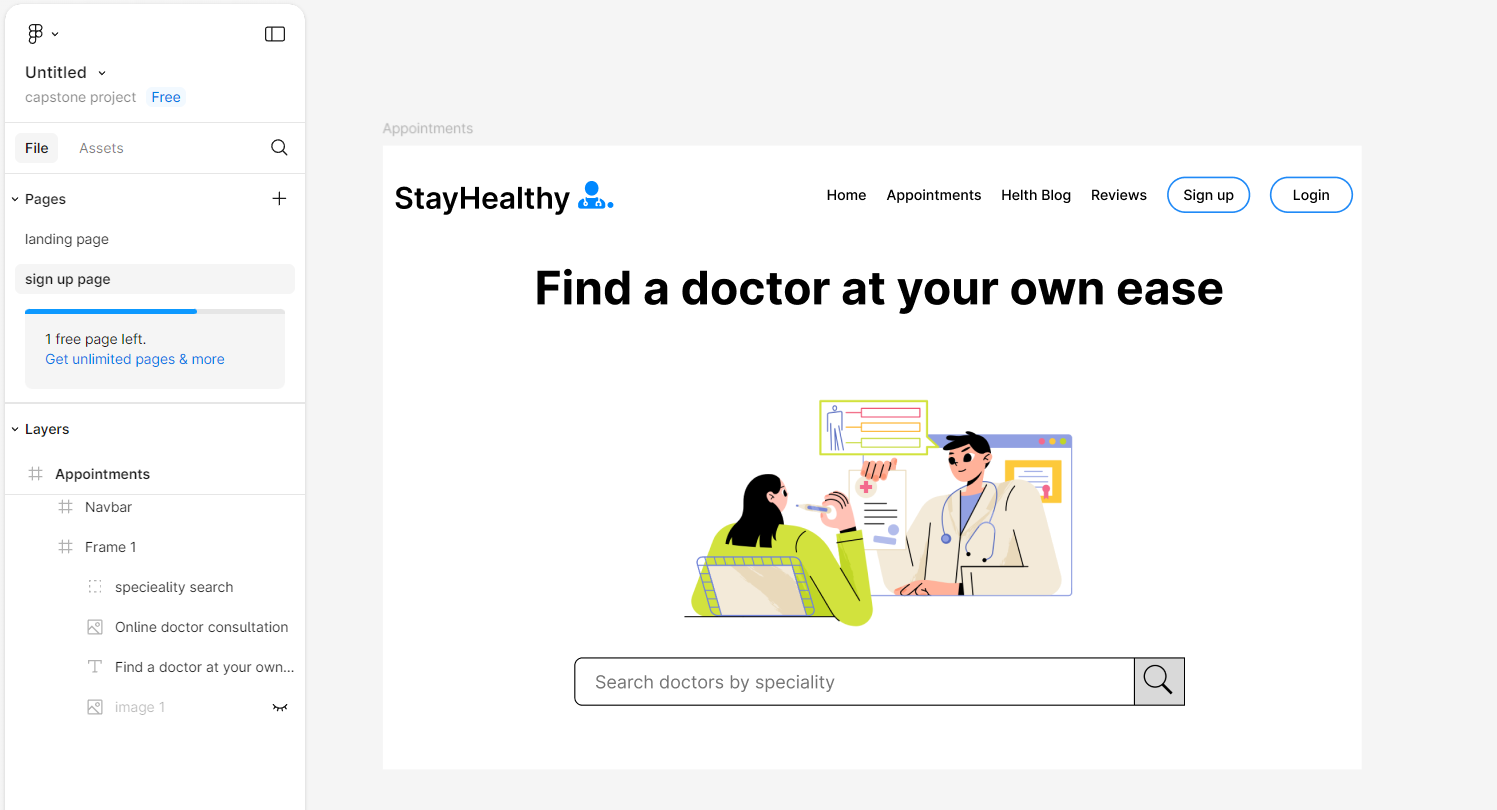 Untitled
capstone project Free
File Assets
Pages
landing page
sign up page
1 free page left.
Get unlimited pages & more
Layers
Appointments
Navbar
Frame 1
specieality search
Online doctor consultation
Find a doctor at your own...
image 1
Appointments
StayHealthy
Home Appointments Helth Blog Reviews Sign up Login
Find a doctor at your own ease
Search doctors by speciality